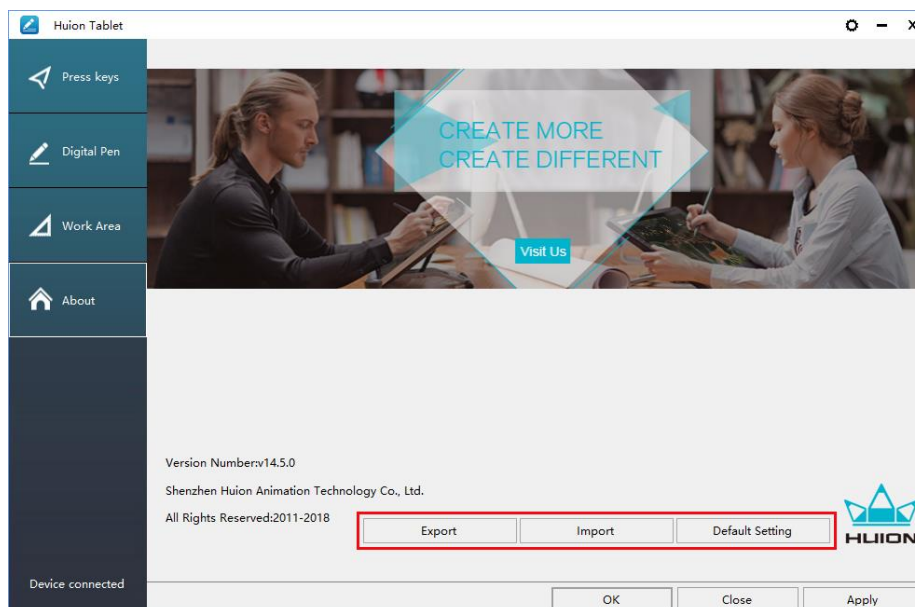 Huion Tablet
Press keys
Digital Pen
Work Area
About
CREATE MORE
CREATE DIFFERENT
Visit Us
Version Number:v14.5.0
Shenzhen Huion Animation Technology Co., Ltd.
All Rights Reserved:2011-2018
Export Import Default Setting
HUION
Device connected
OK Close Apply